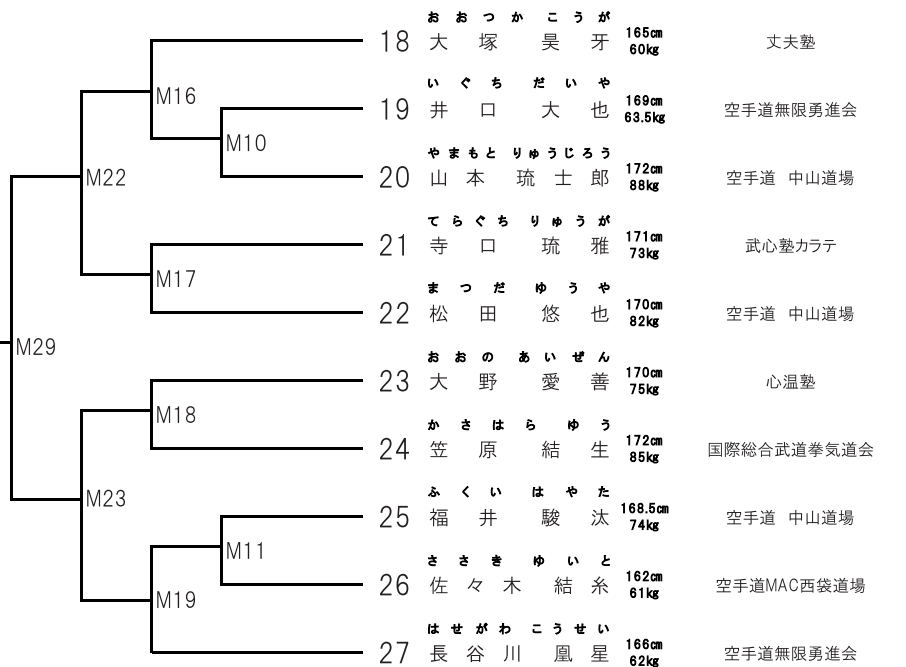 おおつか こうが
18 大塚 昊牙 165cm 60kg 丈夫塾
M16
いぐち だいや
19 井口 大也 169cm 63.5kg 空手道無限勇進会
M10
やまもと りゅうじろう
20 山本 琉士郎 172cm 88kg 空手道 中山道場
M22
てらぐち りゅうが
21 寺口 琉雅 171cm 73kg 武心塾カラテ
M17
まつだ ゆうや
22 松田 悠也 170cm 82kg 空手道 中山道場
M29
おおの あいぜん
23 大野 愛善 170cm 75kg 心温塾
M18
かさはら ゆう
24 笠原 結生 172cm 85kg 国際総合武道拳気道会
M23
ふくい はやた
25 福井 駿汰 168.5cm 74kg 空手道 中山道場
M11
ささき ゆいと
26 佐々木 結糸 162cm 61kg 空手道MAC西袋道場
M19
はせがわ こうせい
27 長谷川 凰星 166cm 62kg 空手道無限勇進会